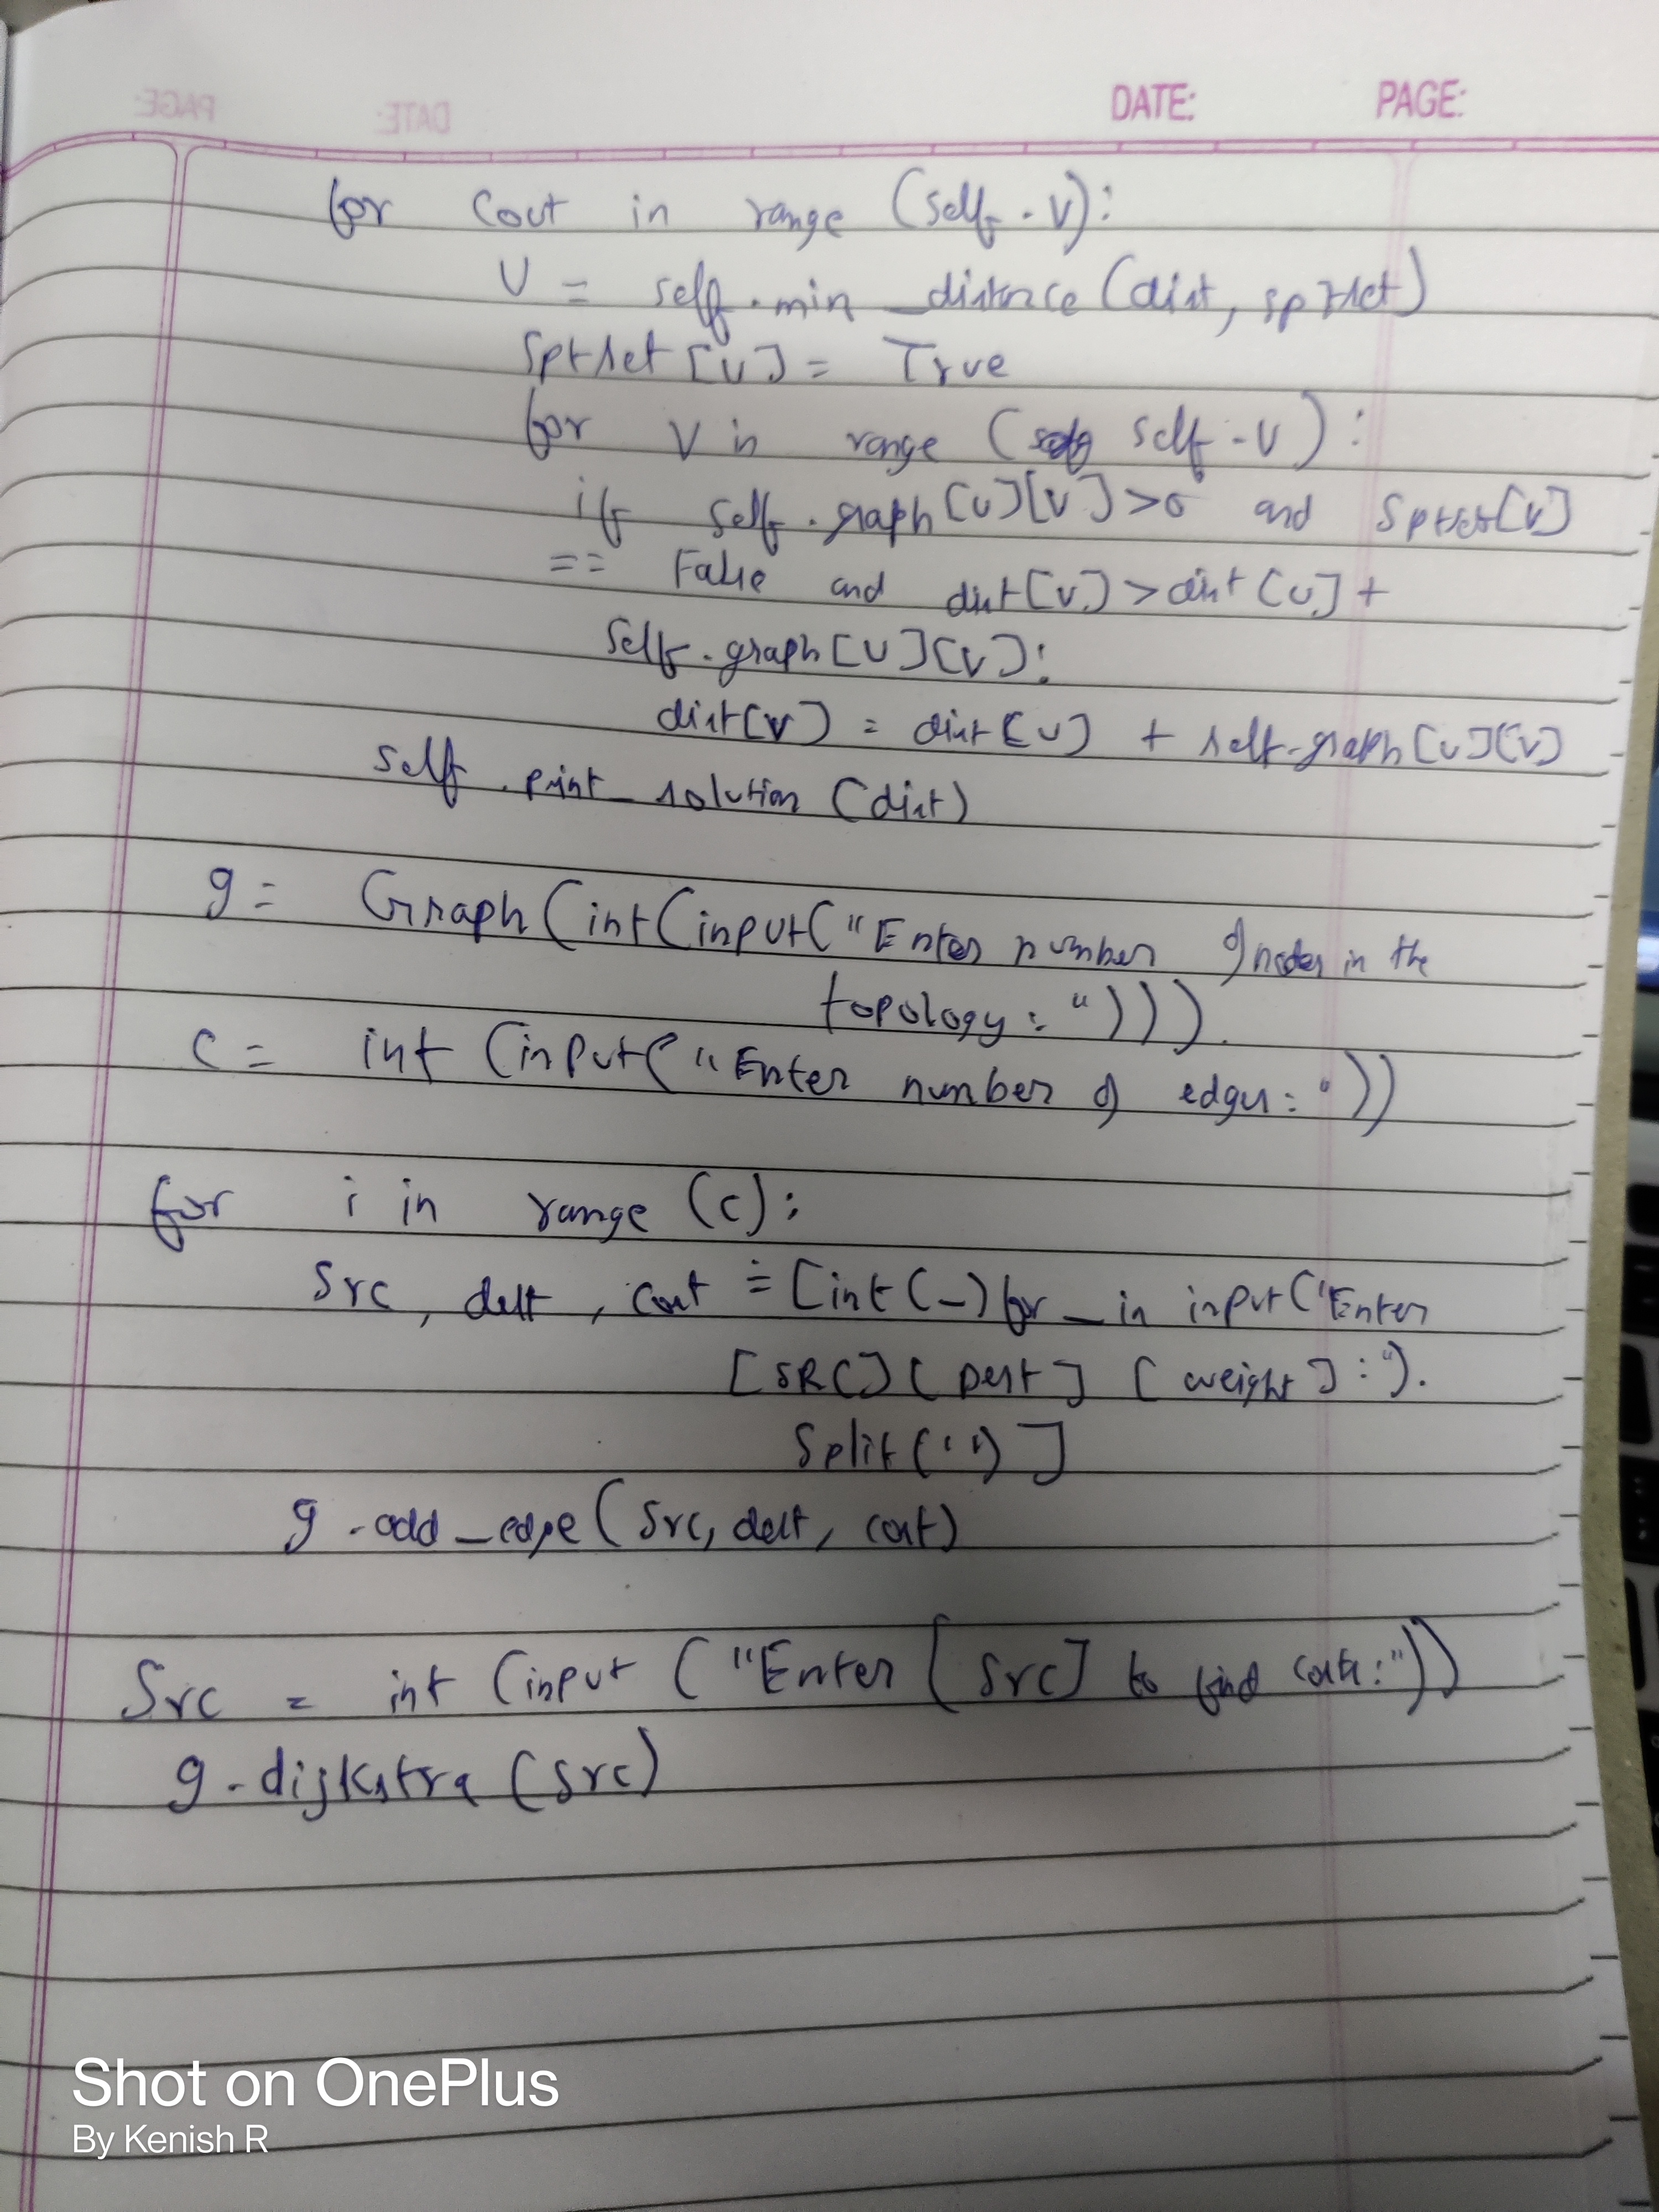 DATE: PAGE:
for Cout in range (self.V):
U = self.min_distance (dist, sptset)
Sptset [u] = True
for V in range (self.V):
if self.graph [u][v] >0 and Sptset[v]
== False and dist[v] > dist [u] +
self.graph [u][v]:
dist[v] = dist [u] + self.graph [u][v]
self.print_solution (dist)
g = Graph (int (input ("Enter number of nodes in the
topology: ")))
c = int (input ("Enter number of edges: "))
for i in range (c):
Src, delt, cost = [int (_) for _ in input ("Enter
[SRC] [Dest] [weight] :").
Split (' ') ]
g.add_edge (Src, delt, cost)
Src = int (input ("Enter [Src] to find costs:"))
g.dijkstra (Src)
Shot on OnePlus
By Kenish R